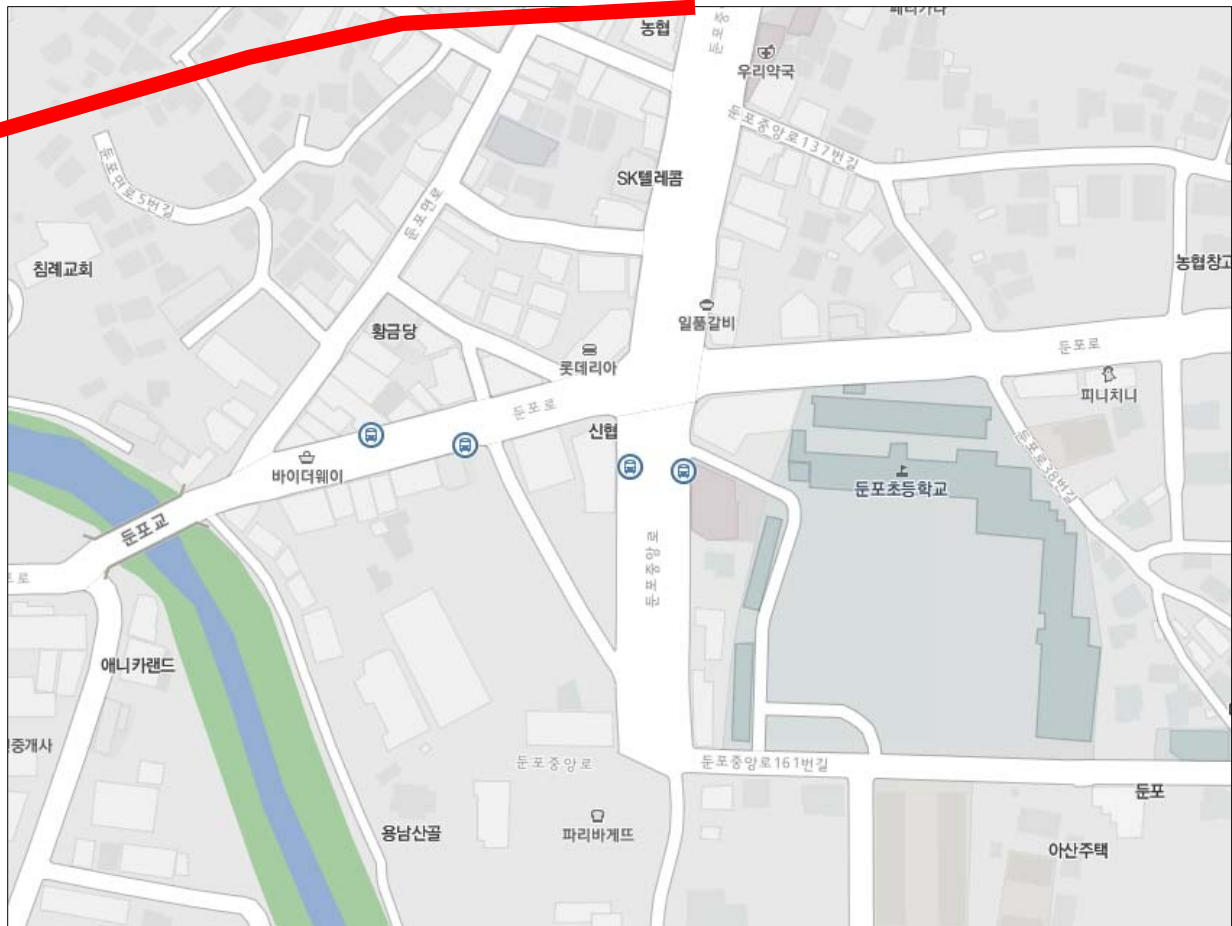 농협
둔포중
우리약국
둔포중앙로137번길
SK텔레콤
둔포면로5번길
둔포면로
침례교회
농협창고
일품갈비
황금당
둔포로
롯데리아
피니치니
둔포로
신협
둔포로38번길
바이더웨이
둔포초등학교
둔포교
둔포중앙로
포로
애니카랜드
중개사
둔포중앙로
둔포중앙로161번길
둔포
용남산골
파리바게뜨
아산주택